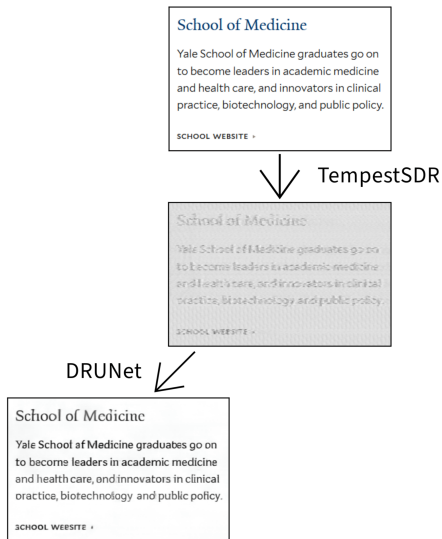 School of Medicine
Yale School of Medicine graduates go on
to become leaders in academic medicine
and health care, and innovators in clinical
practice, biotechnology, and public policy.
SCHOOL WEBSITE ▸
TempestSDR
School of Medicine
Yale School of Medicine graduates go on
to become leaders in academic medicine
and health care, and innovators in clinical
practice, biotechnology and public policy.
SCHOOL WEBSITE ▸
DRUNet
School of Medicine
Yale School af Medicine graduates go on
to become leaders in academic medicine
and health care, and innovators in clinical
oractice, biotechnology and public policy.
SCHOOL WEBSITE ▸